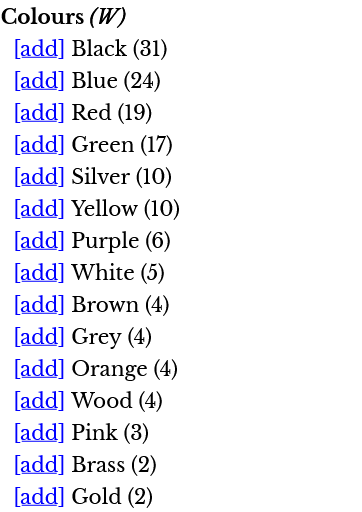 Colours (W)
[add] Black (31)
[add] Blue (24)
[add] Red (19)
[add] Green (17)
[add] Silver (10)
[add] Yellow (10)
[add] Purple (6)
[add] White (5)
[add] Brown (4)
[add] Grey (4)
[add] Orange (4)
[add] Wood (4)
[add] Pink (3)
[add] Brass (2)
[add] Gold (2)